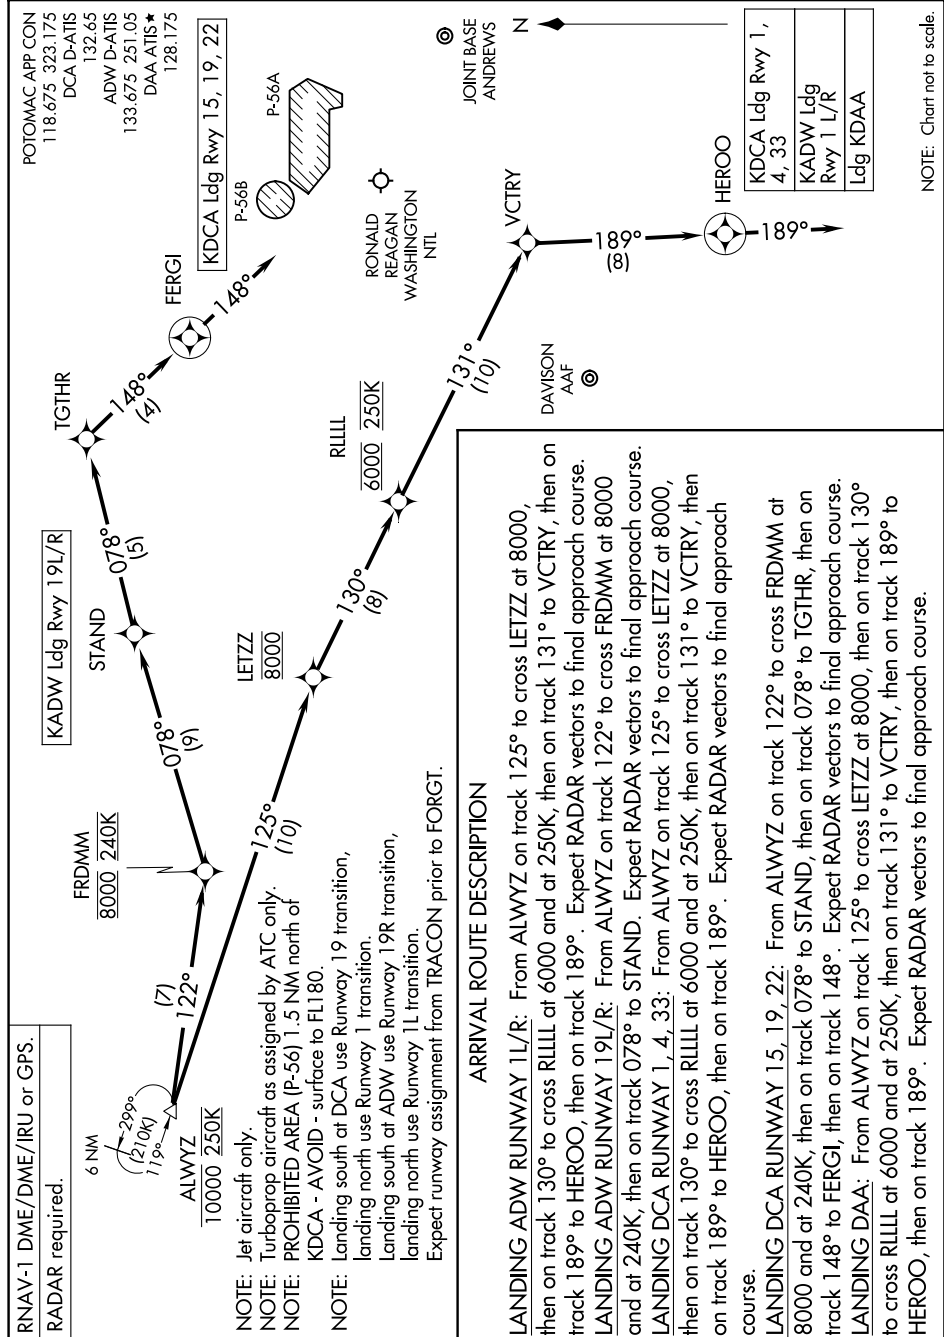 RNAV-1 DME/DME/IRU or GPS.
RADAR required.
POTOMAC APP CON
118.675 323.175
DCA D-ATIS
132.65
ADW D-ATIS
133.675 251.05
DAA ATIS★
128.175
KADW Ldg Rwy 19L/R
KDCA Ldg Rwy 15, 19, 22
FRDMM
8000 240K
STAND
TGTHR
FERGI
078°
(9)
078°
(5)
148°
(4)
148°
P-56B
P-56A
6 NM
299°
(210K)
119°
(7)
122°
ALWYZ
10000 250K
125°
(10)
LETZZ
8000
130°
(8)
RLLLL
6000 250K
131°
(10)
VCTRY
189°
(8)
HEROO
189°
RONALD
REAGAN
WASHINGTON
NTL
JOINT BASE
ANDREWS
N
DAVISON
AAF
KDCA Ldg Rwy 1,
4, 33
KADW Ldg
Rwy 1 L/R
Ldg KDAA
NOTE: Jet aircraft only.
NOTE: Turboprop aircraft as assigned by ATC only.
NOTE: PROHIBITED AREA (P-56) 1.5 NM north of
KDCA - AVOID - surface to FL180.
NOTE: Landing south at DCA use Runway 19 transition,
landing north use Runway 1 transition.
Landing south at ADW use Runway 19R transition,
landing north use Runway 1L transition.
Expect runway assignment from TRACON prior to FORGT.
ARRIVAL ROUTE DESCRIPTION
LANDING ADW RUNWAY 1L/R: From ALWYZ on track 125° to cross LETZZ at 8000,
then on track 130° to cross RLLLL at 6000 and at 250K, then on track 131° to VCTRY, then on
track 189° to HEROO, then on track 189°. Expect RADAR vectors to final approach course.
LANDING ADW RUNWAY 19L/R: From ALWYZ on track 122° to cross FRDMM at 8000
and at 240K, then on track 078° to STAND. Expect RADAR vectors to final approach course.
LANDING DCA RUNWAY 1, 4, 33: From ALWYZ on track 125° to cross LETZZ at 8000,
then on track 130° to cross RLLLL at 6000 and at 250K, then on track 131° to VCTRY, then
on track 189° to HEROO, then on track 189°. Expect RADAR vectors to final approach
course.
LANDING DCA RUNWAY 15, 19, 22: From ALWYZ on track 122° to cross FRDMM at
8000 and at 240K, then on track 078° to STAND, then on track 078° to TGTHR, then on
track 148° to FERGI, then on track 148°. Expect RADAR vectors to final approach course.
LANDING DAA: From ALWYZ on track 125° to cross LETZZ at 8000, then on track 130°
to cross RLLLL at 6000 and at 250K, then on track 131° to VCTRY, then on track 189° to
HEROO, then on track 189°. Expect RADAR vectors to final approach course.
NOTE: Chart not to scale.